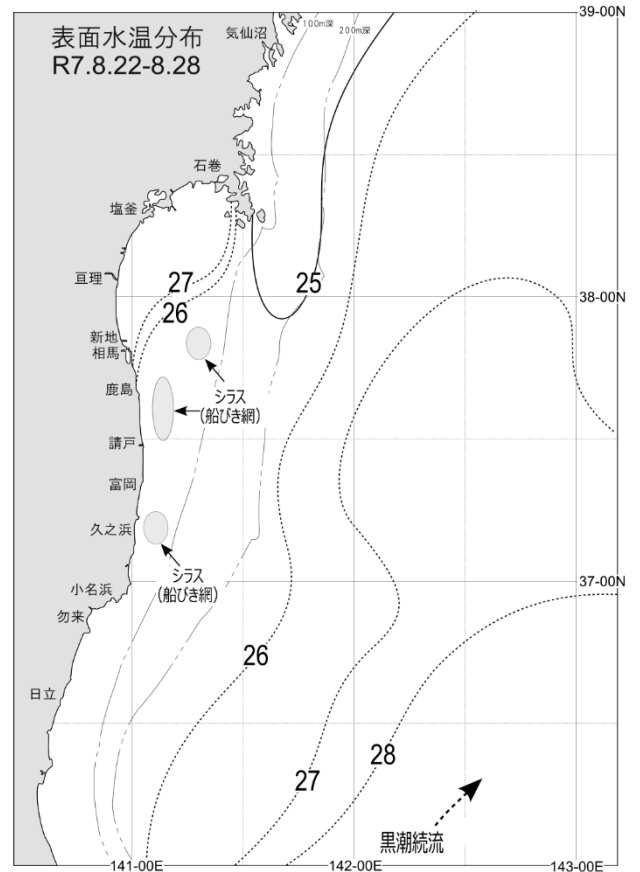 表面水温分布
R7.8.22-8.28
気仙沼
100m深
200m深
39-00N
石巻
塩釜
亘理
27
26
25
38-00N
新地
相馬
鹿島
シラス
(船びき網)
請戸
富岡
久之浜
シラス
(船びき網)
37-00N
小名浜
勿来
26
日立
28
27
黒潮続流
141-00E
142-00E
143-00E